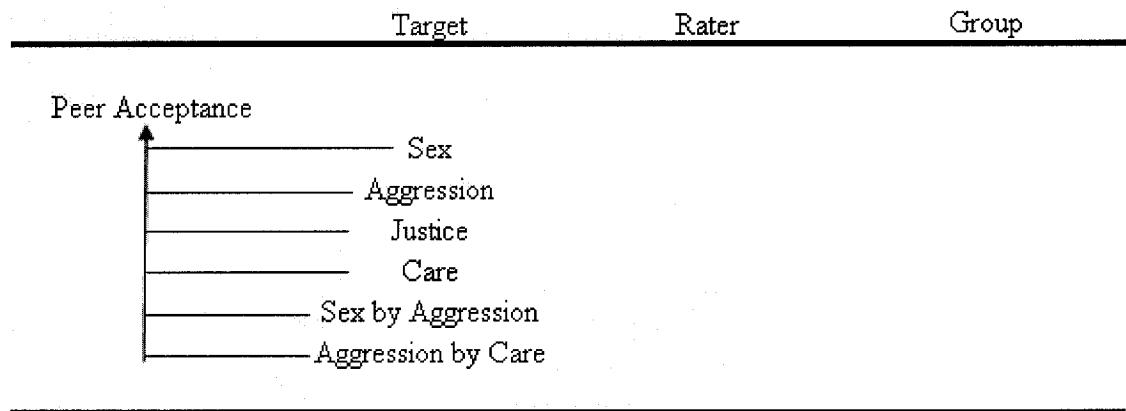 Target Rater Group
Peer Acceptance
Sex
Aggression
Justice
Care
Sex by Aggression
Aggression by Care